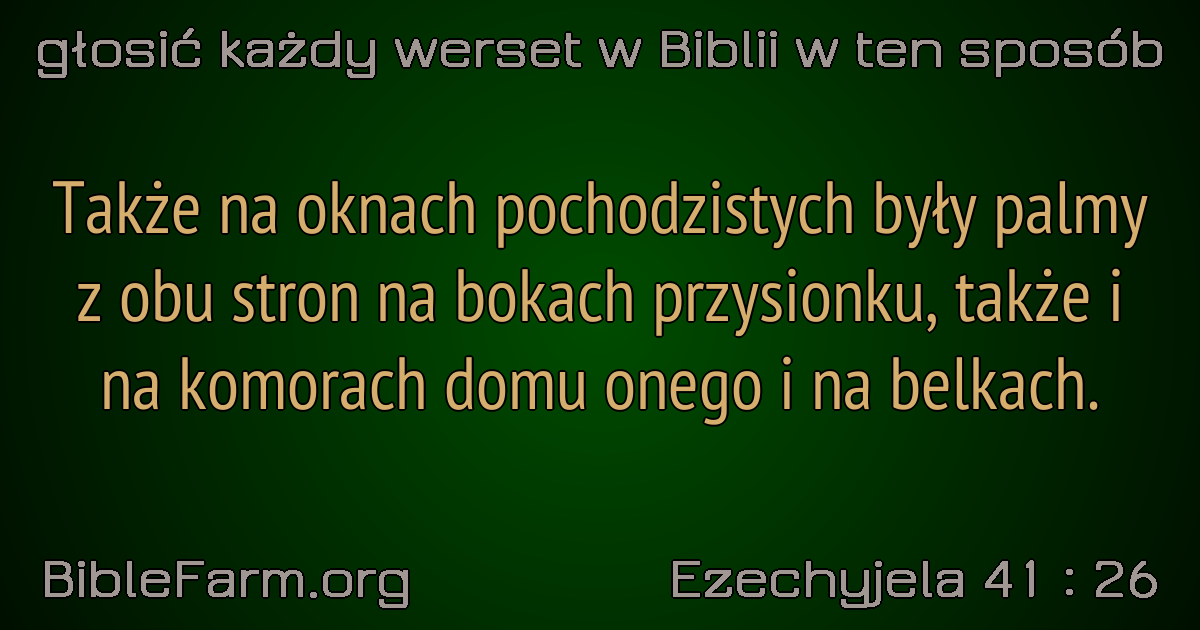 głosić każdy werset w Biblii w ten sposób
Także na oknach pochodzistych były palmy
z obu stron na bokach przysionku, także i
na komorach domu onego i na belkach.
BibleFarm.org
Ezechyjela 41 : 26